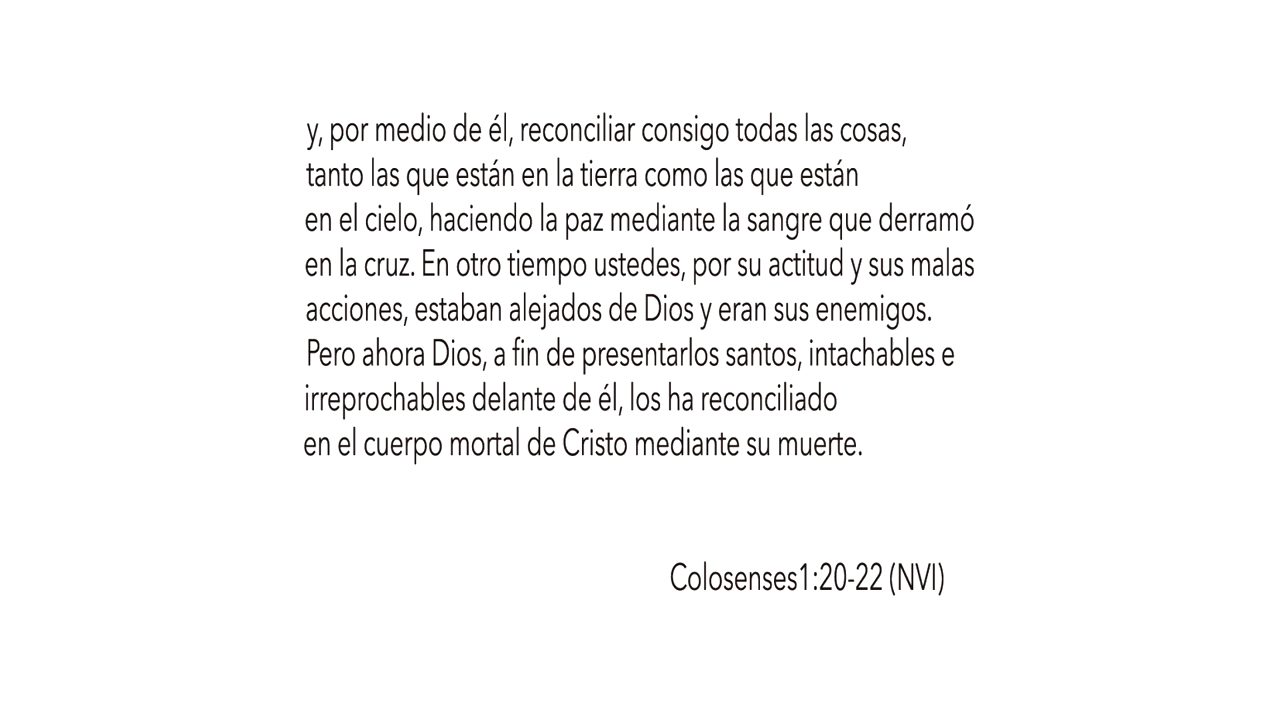 y, por medio de él, reconciliar consigo todas las cosas,
tanto las que están en la tierra como las que están
en el cielo, haciendo la paz mediante la sangre que derramó
en la cruz. En otro tiempo ustedes, por su actitud y sus malas
acciones, estaban alejados de Dios y eran sus enemigos.
Pero ahora Dios, a fin de presentarlos santos, intachables e
irreprochables delante de él, los ha reconciliado
en el cuerpo mortal de Cristo mediante su muerte.
Colosenses1:20-22 (NVI)